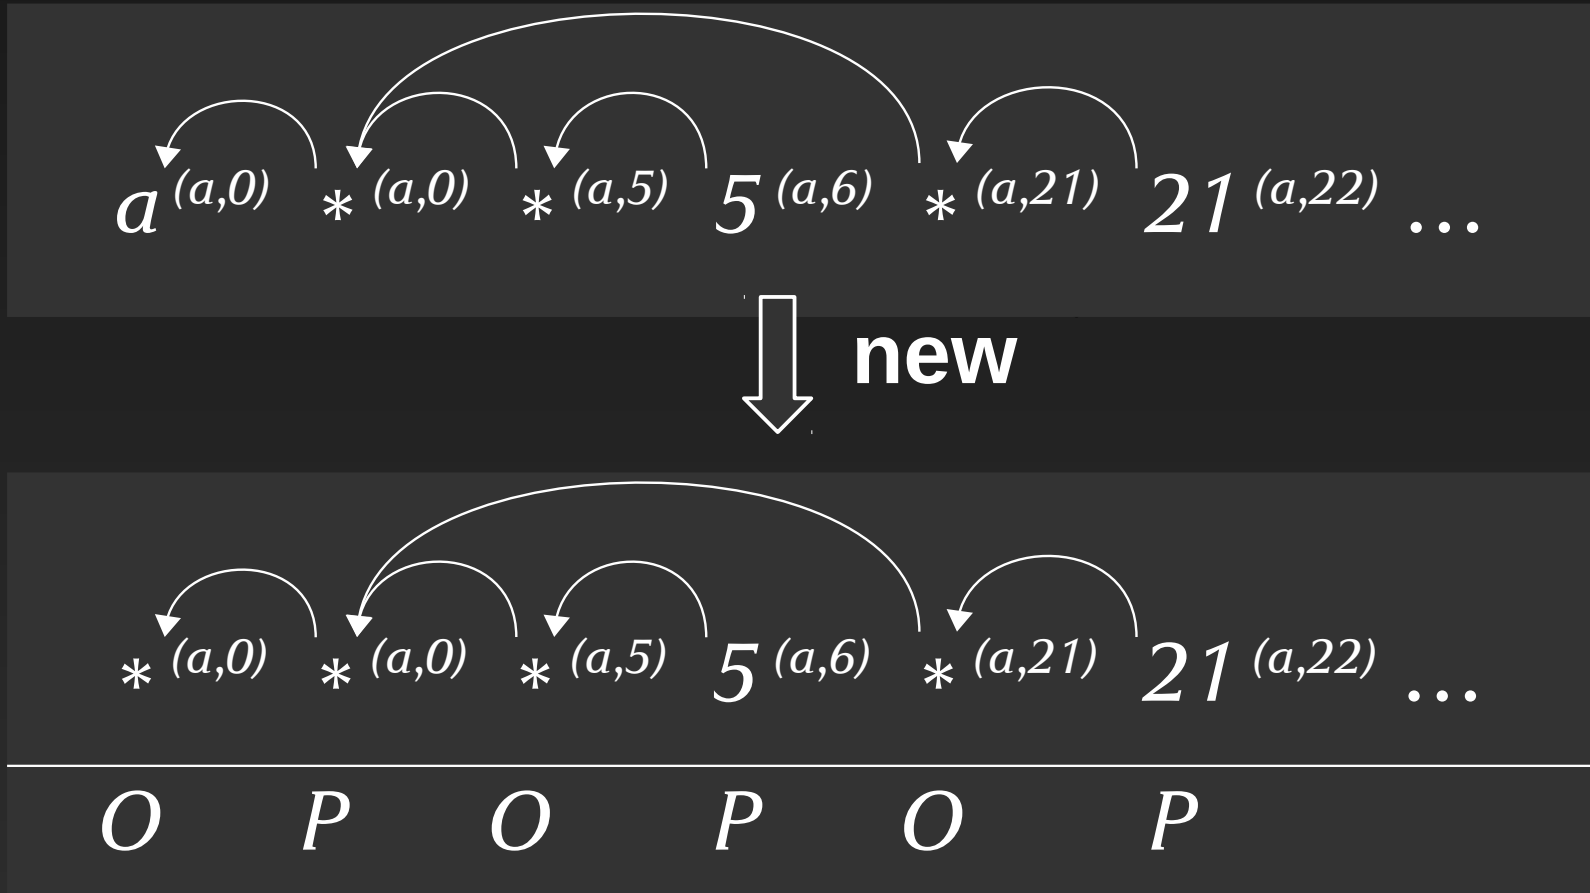 a (a,0) * (a,0) * (a,5) 5 (a,6) * (a,21) 21 (a,22) ...
new
* (a,0) * (a,0) * (a,5) 5 (a,6) * (a,21) 21 (a,22) ...
O P O P O P